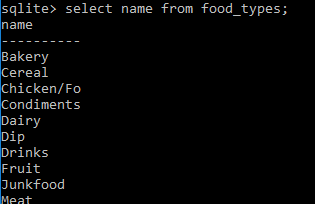 sqlite> select name from food_types;
name
----------
Bakery
Cereal
Chicken/Fo
Condiments
Dairy
Dip
Drinks
Fruit
Junkfood
Meat